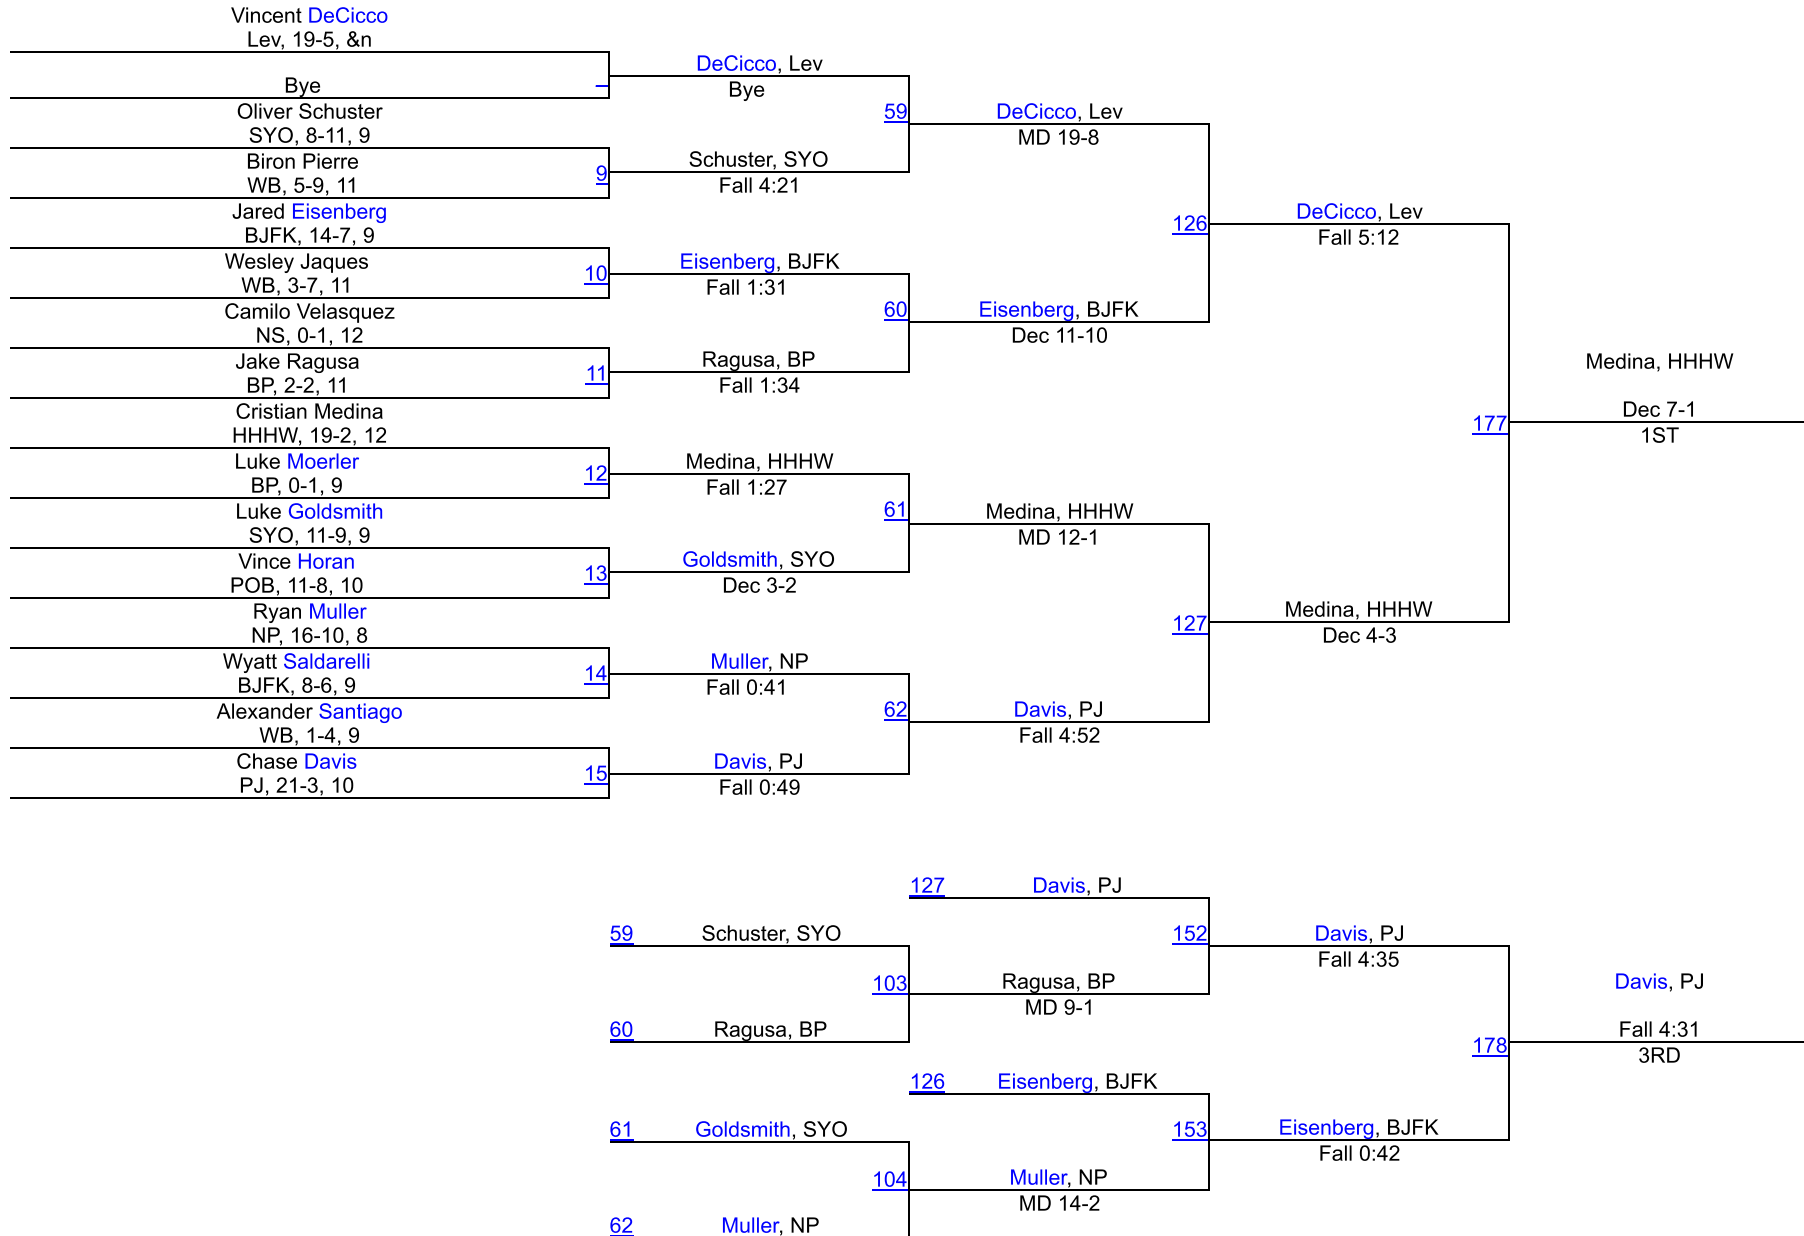 Vincent DeCicco
Lev, 19-5, &n
Bye
Oliver Schuster
SYO, 8-11, 9
Biron Pierre
WB, 5-9, 11
Jared Eisenberg
BJFK, 14-7, 9
Wesley Jaques
WB, 3-7, 11
Camilo Velasquez
NS, 0-1, 12
Jake Ragusa
BP, 2-2, 11
Cristian Medina
HHHW, 19-2, 12
Luke Moerler
BP, 0-1, 9
Luke Goldsmith
SYO, 11-9, 9
Vince Horan
POB, 11-8, 10
Ryan Muller
NP, 16-10, 8
Wyatt Saldarelli
BJFK, 8-6, 9
Alexander Santiago
WB, 1-4, 9
Chase Davis
PJ, 21-3, 10
9
10
11
12
13
14
15
DeCicco, Lev
Bye
Schuster, SYO
Fall 4:21
Eisenberg, BJFK
Fall 1:31
Ragusa, BP
Fall 1:34
Medina, HHHW
Fall 1:27
Goldsmith, SYO
Dec 3-2
Muller, NP
Fall 0:41
Davis, PJ
Fall 0:49
59
60
61
62
DeCicco, Lev
MD 19-8
Eisenberg, BJFK
Dec 11-10
Medina, HHHW
MD 12-1
Davis, PJ
Fall 4:52
126
127
DeCicco, Lev
Fall 5:12
Medina, HHHW
Dec 4-3
177
Medina, HHHW
Dec 7-1
1ST
59 Schuster, SYO
60 Ragusa, BP
61 Goldsmith, SYO
62 Muller, NP
103
104
127 Davis, PJ
Ragusa, BP
MD 9-1
126 Eisenberg, BJFK
Muller, NP
MD 14-2
152
153
Davis, PJ
Fall 4:35
Eisenberg, BJFK
Fall 0:42
178
Davis, PJ
Fall 4:31
3RD